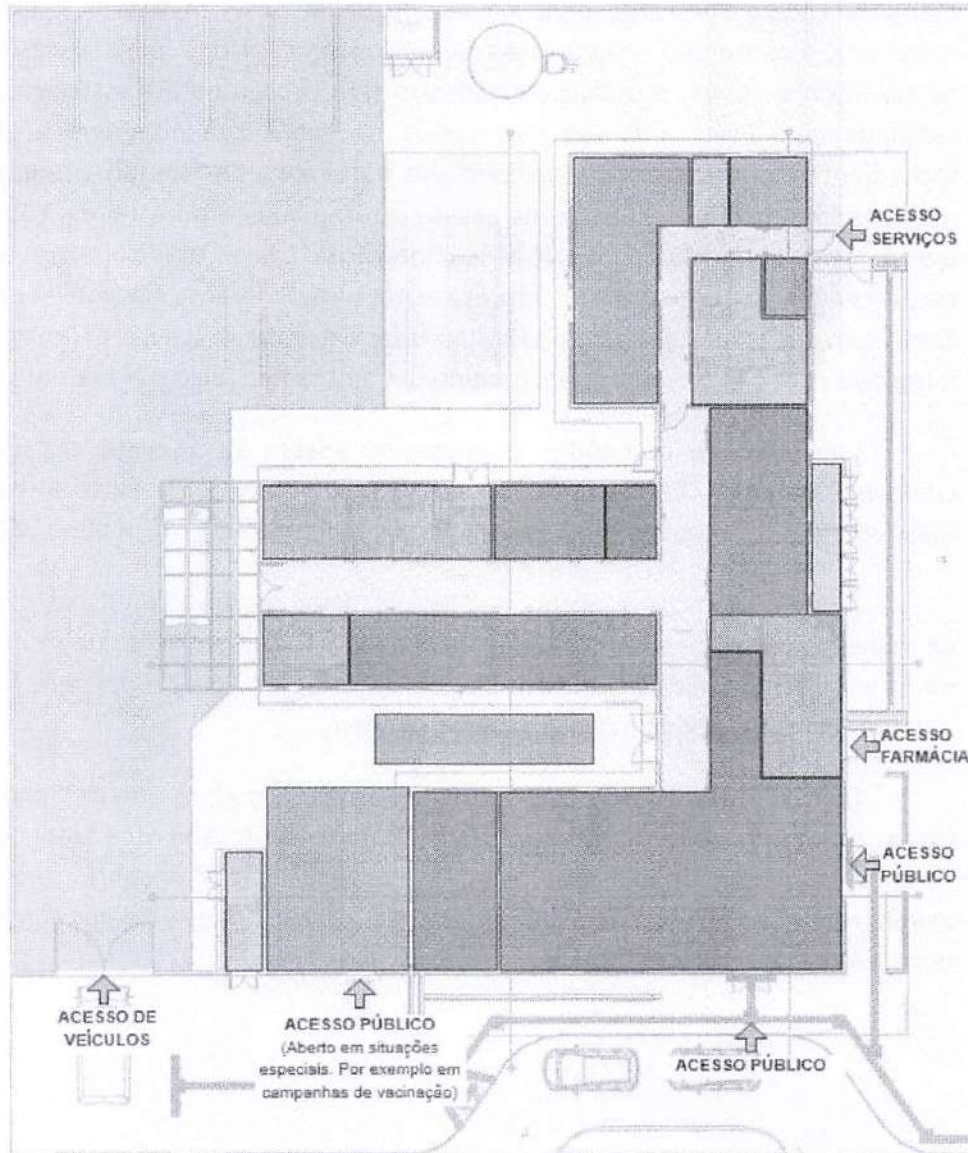 ACESSO
SERVIÇOS
ACESSO
FARMÁCIA
ACESSO
PÚBLICO
ACESSO DE
VEÍCULOS
ACESSO PÚBLICO
(Aberto em situações
especiais. Por exemplo em
campanhas de vacinação)
ACESSO PÚBLICO